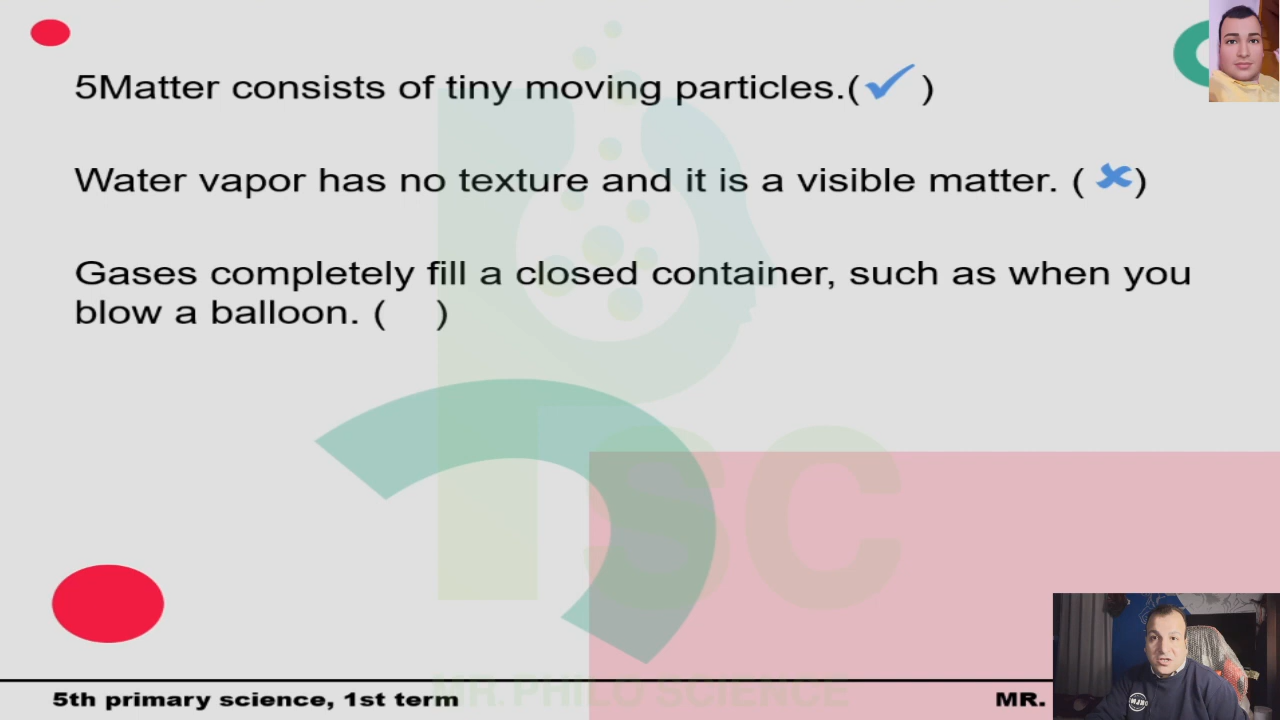 5Matter consists of tiny moving particles.(✓)
Water vapor has no texture and it is a visible matter. (✗)
Gases completely fill a closed container, such as when you
blow a balloon. ( )
SC
MR. PHILO SCIENCE
5th primary science, 1st term
MR.